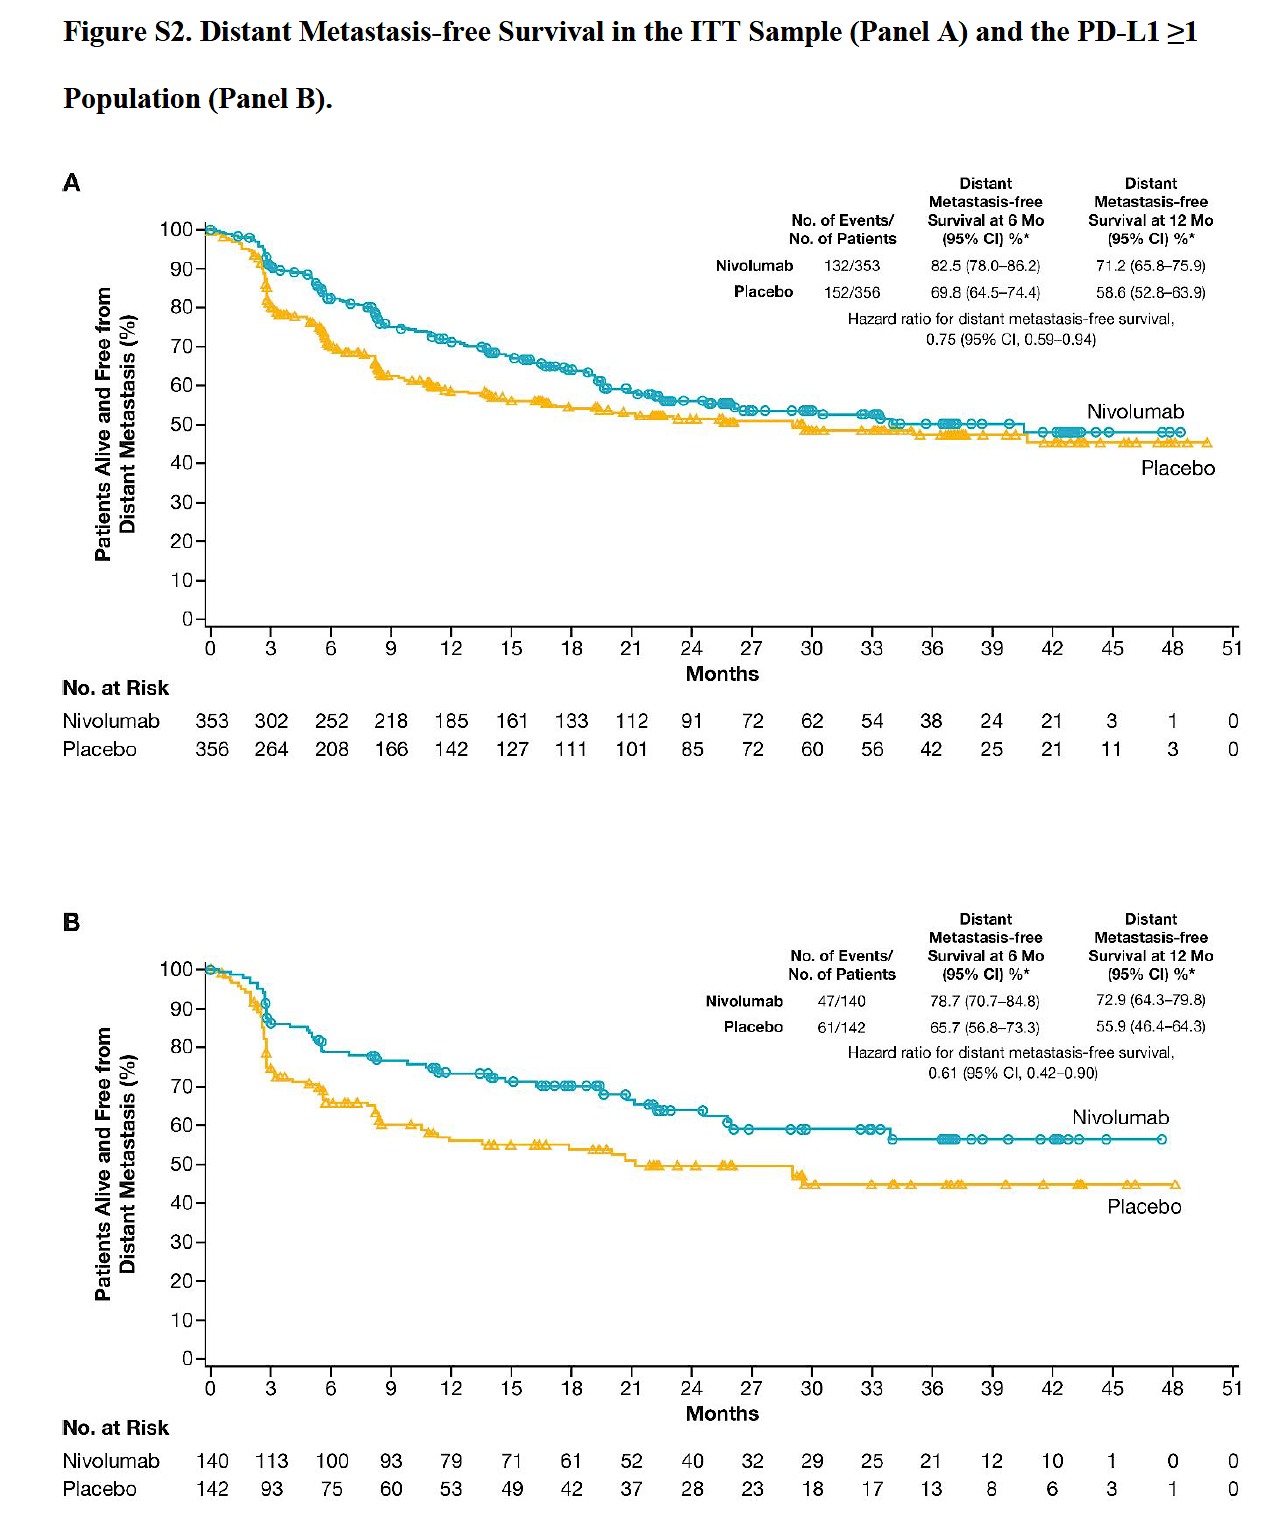 Figure S2. Distant Metastasis-free Survival in the ITT Sample (Panel A) and the PD-L1 ≥1
Population (Panel B).
A
Distant
Metastasis-free
Survival at 6 Mo
(95% CI) %*
Distant
Metastasis-free
Survival at 12 Mo
(95% CI) %*
No. of Events/
No. of Patients
Nivolumab 132/353 82.5 (78.0–86.2) 71.2 (65.8–75.9)
Placebo 152/356 69.8 (64.5–74.4) 58.6 (52.8–63.9)
Hazard ratio for distant metastasis-free survival,
0.75 (95% CI, 0.59–0.94)
Patients Alive and Free from
Distant Metastasis (%)
100
90
80
70
60
50
40
30
20
10
0
Nivolumab
Placebo
0 3 6 9 12 15 18 21 24 27 30 33 36 39 42 45 48 51
Months
No. at Risk
Nivolumab 353 302 252 218 185 161 133 112 91 72 62 54 38 24 21 3 1 0
Placebo 356 264 208 166 142 127 111 101 85 72 60 56 42 25 21 11 3 0
B
Distant
Metastasis-free
Survival at 6 Mo
(95% CI) %*
Distant
Metastasis-free
Survival at 12 Mo
(95% CI) %*
No. of Events/
No. of Patients
Nivolumab 47/140 78.7 (70.7–84.8) 72.9 (64.3–79.8)
Placebo 61/142 65.7 (56.8–73.3) 55.9 (46.4–64.3)
Hazard ratio for distant metastasis-free survival,
0.61 (95% CI, 0.42–0.90)
Patients Alive and Free from
Distant Metastasis (%)
100
90
80
70
60
50
40
30
20
10
0
Nivolumab
Placebo
0 3 6 9 12 15 18 21 24 27 30 33 36 39 42 45 48 51
Months
No. at Risk
Nivolumab 140 113 100 93 79 71 61 52 40 32 29 25 21 12 10 1 0 0
Placebo 142 93 75 60 53 49 42 37 28 23 18 17 13 8 6 3 1 0